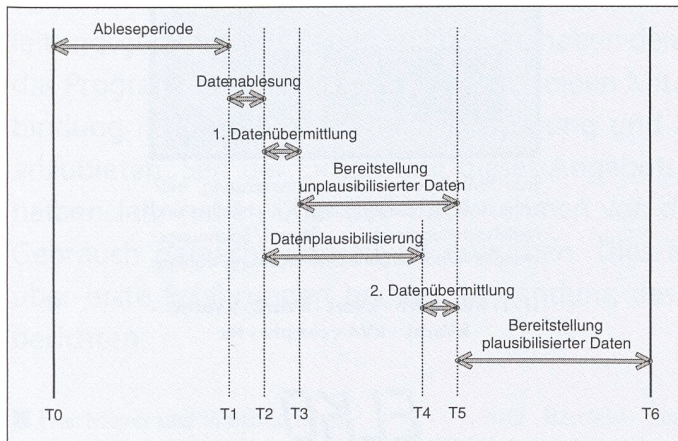 Ableseperiode
Datenablesung
1. Datenübermittlung
Bereitstellung
unplausibilisierter Daten
Datenplausibilisierung
2. Datenübermittlung
Bereitstellung
plausibilisierter Daten
T0 T1 T2 T3 T4 T5 T6